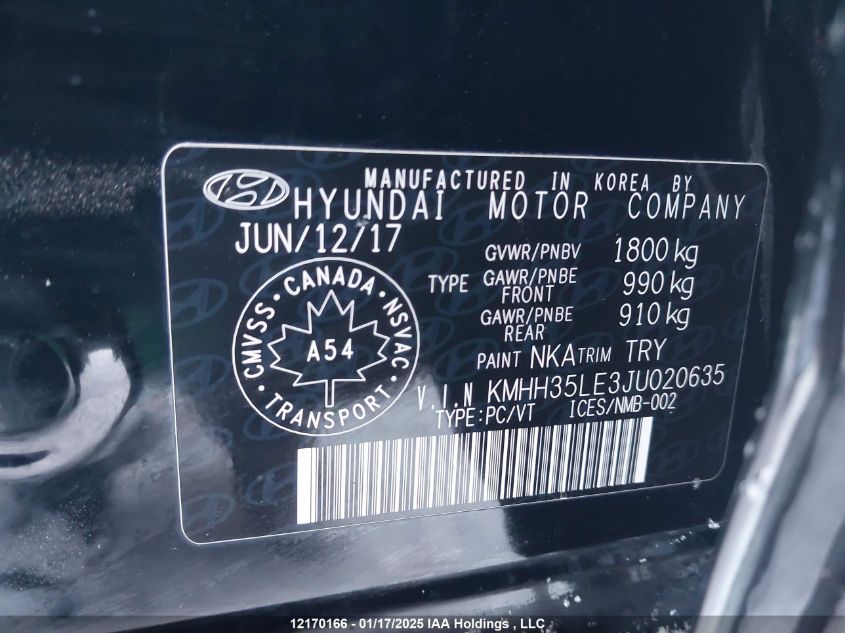 MANUFACTURED IN KOREA BY
HYUNDAI MOTOR COMPANY
JUN/12/17
GVWR/PNBV 1800 kg
TYPE GAWR/PNBE FRONT 990 kg
GAWR/PNBE REAR 910 kg
CMVSS · CANADA · NSVAC · TRANSPORT ·
A54
PAINT NKA TRIM TRY
V.I.N KMHH35LE3JU020635
TYPE:PC/VT ICES/NMB-002
12170166 - 01/17/2025 IAA Holdings , LLC